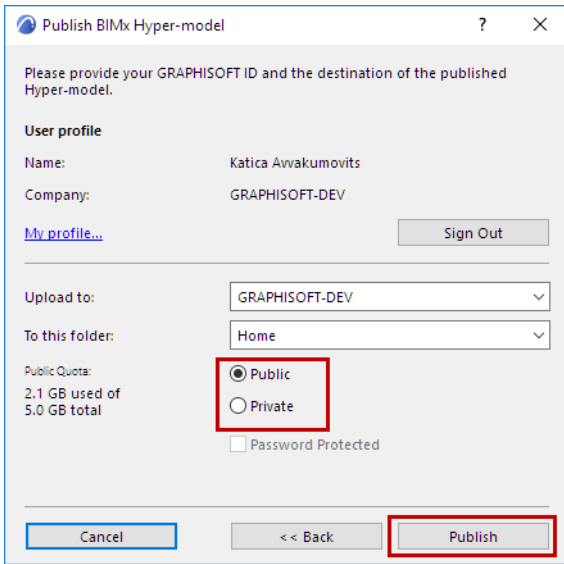 Publish BIMx Hyper-model
?
Please provide your GRAPHISOFT ID and the destination of the published
Hyper-model.
User profile
Name: Katica Avvakumovits
Company: GRAPHISOFT-DEV
My profile... Sign Out
Upload to: GRAPHISOFT-DEV
To this folder: Home
Public Quota: Public
2.1 GB used of
5.0 GB total
Private
Password Protected
Cancel << Back Publish